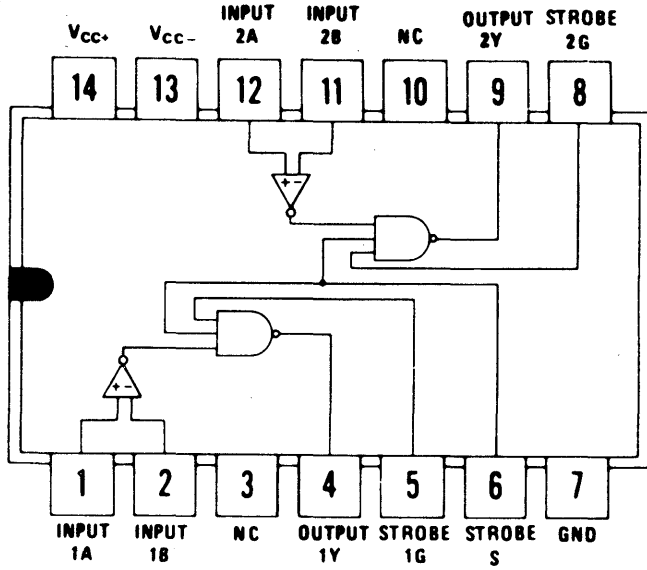 INPUT INPUT OUTPUT STROBE
VCC+ VCC- 2A 2B NC 2Y 2G
14 13 12 11 10 9 8
+ -
+ -
1 2 3 4 5 6 7
INPUT INPUT NC OUTPUT STROBE STROBE GND
1A 1B 1Y 1G S